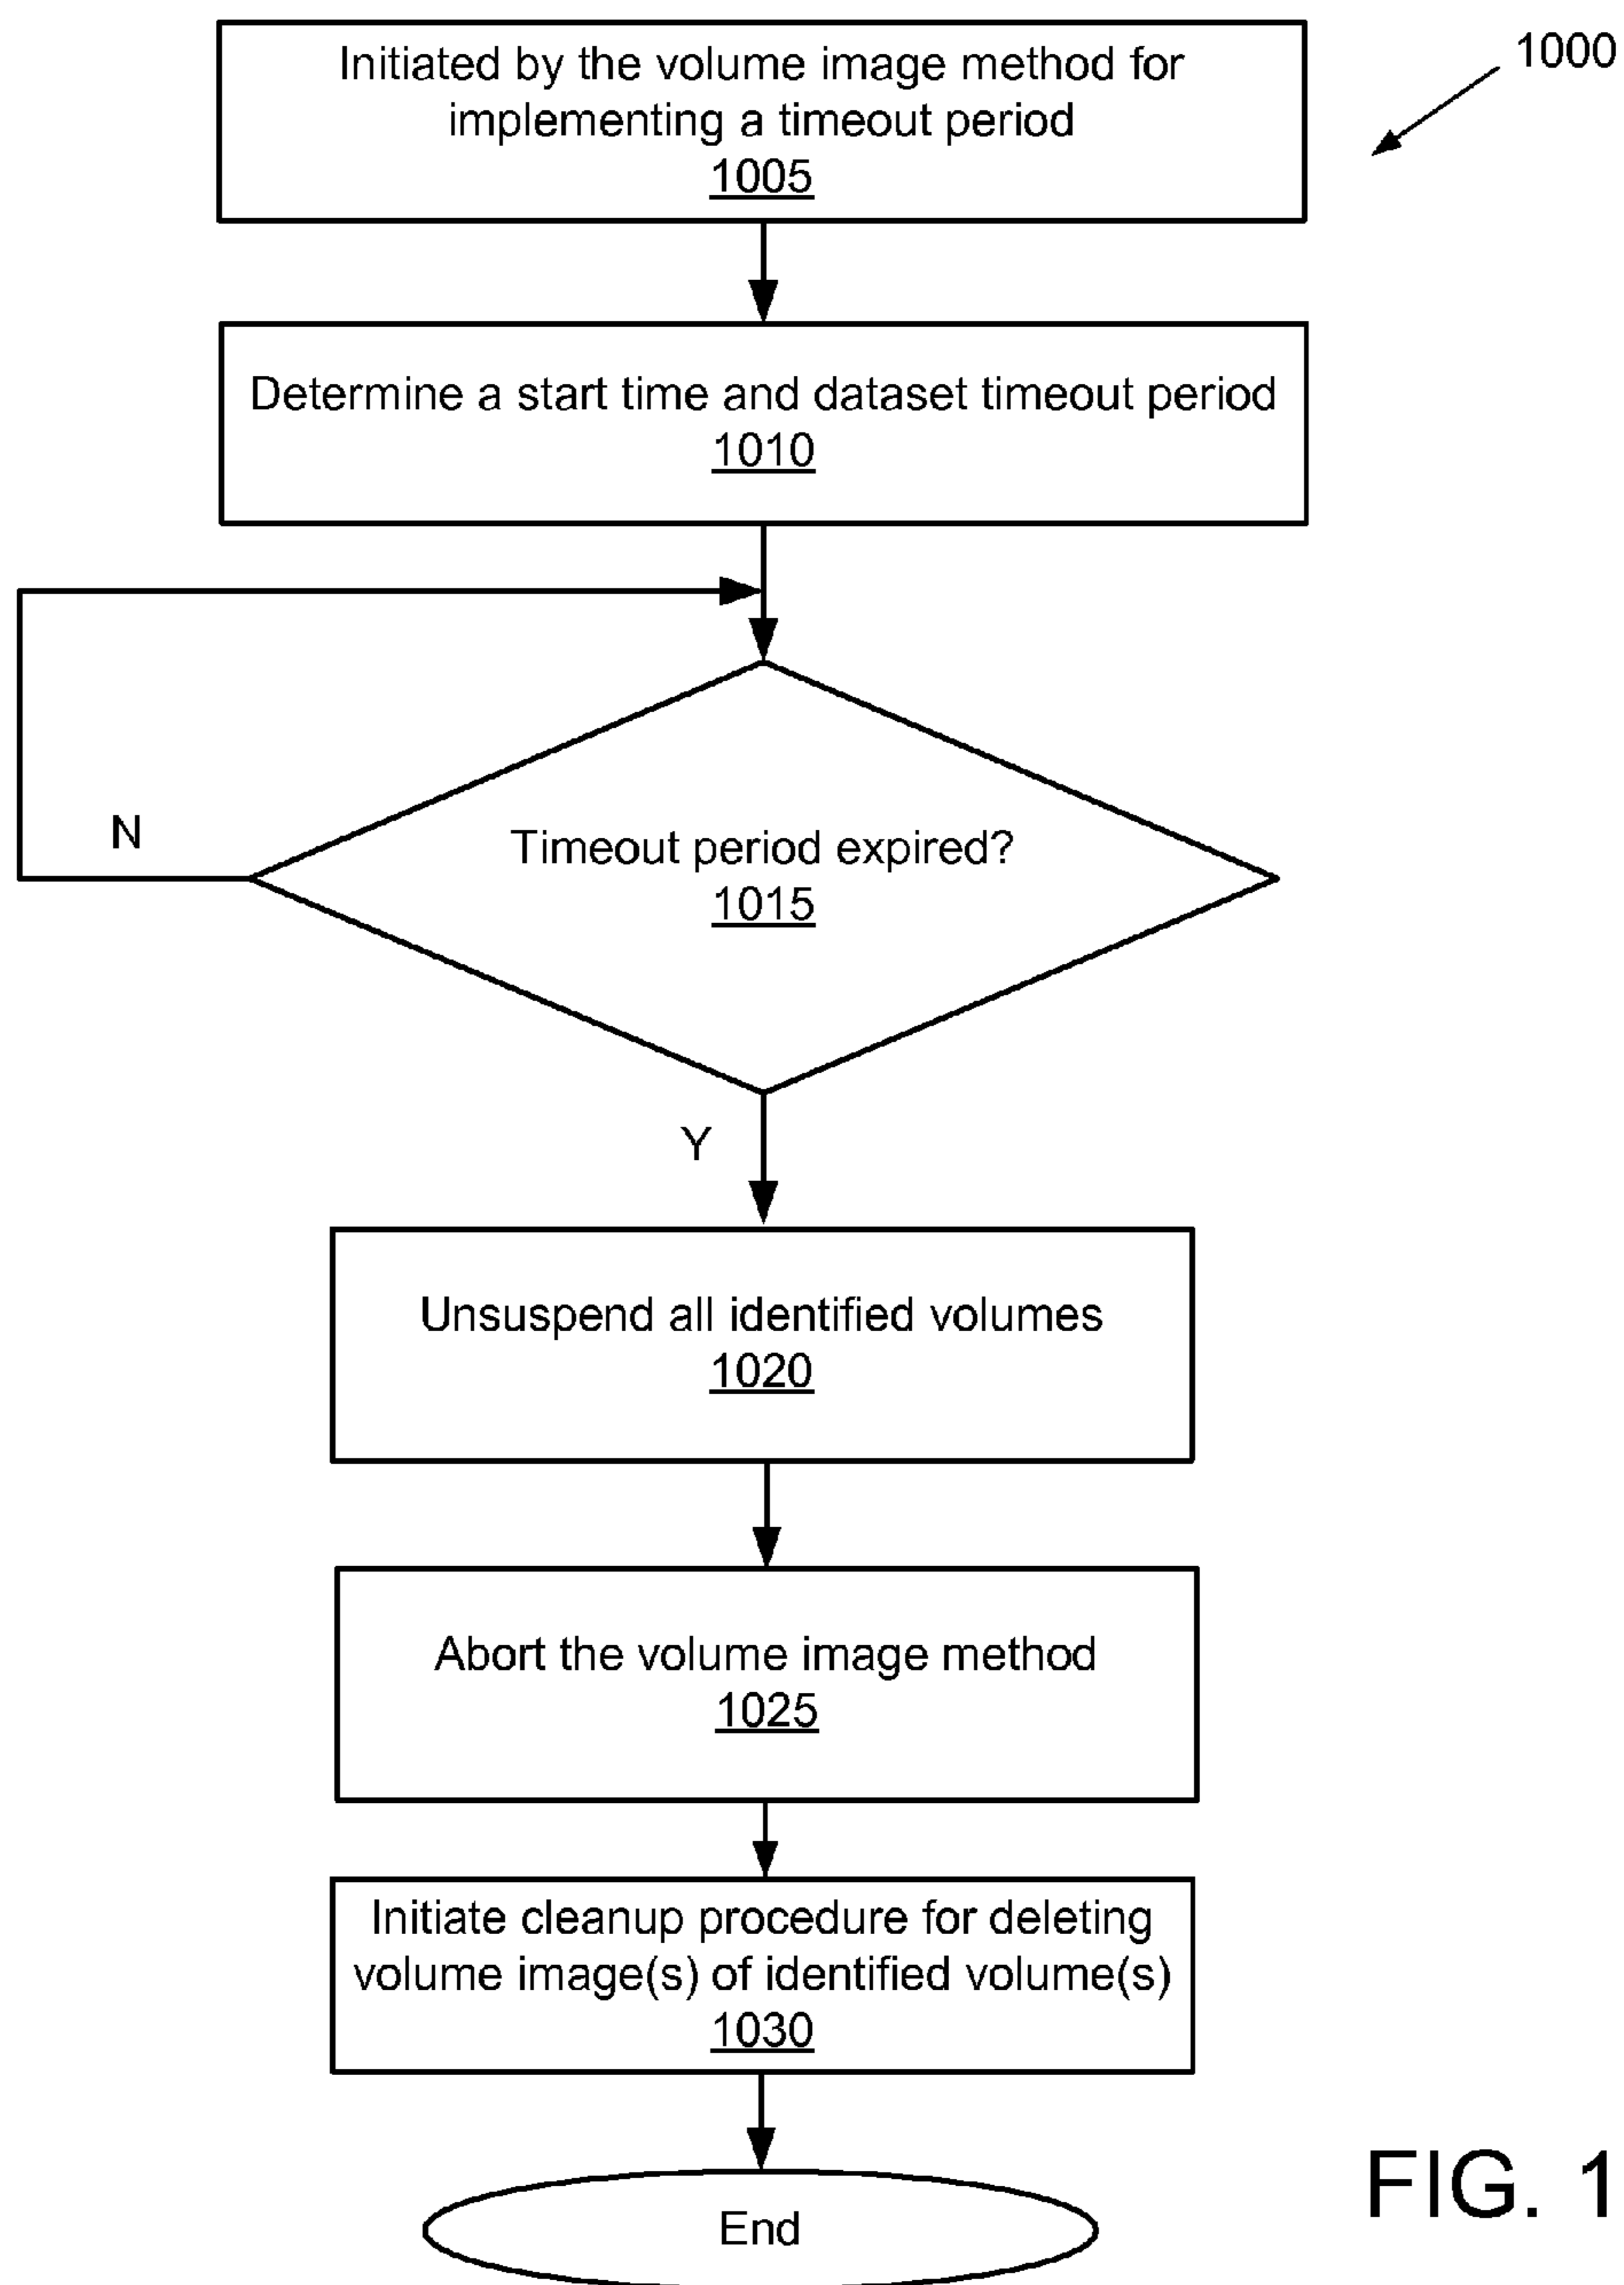 Initiated by the volume image method for
implementing a timeout period
1005
1000
Determine a start time and dataset timeout period
1010
Timeout period expired?
1015
N
Y
Unsuspend all identified volumes
1020
Abort the volume image method
1025
Initiate cleanup procedure for deleting
volume image(s) of identified volume(s)
1030
End
FIG. 1